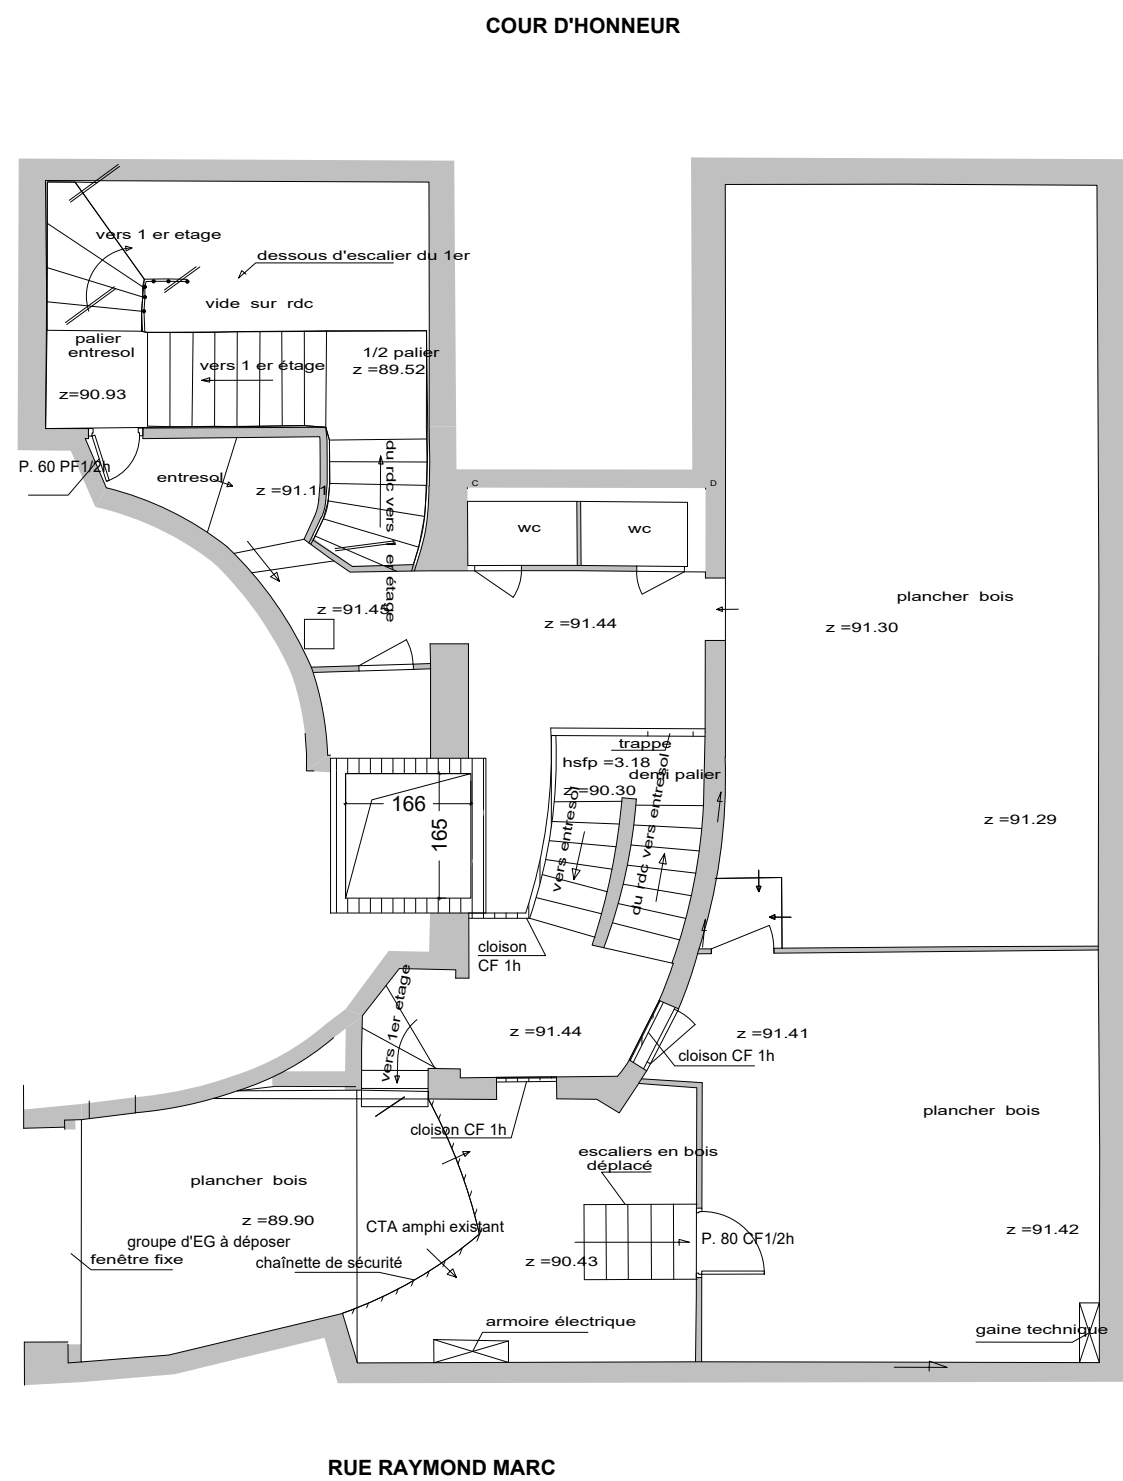 COUR D'HONNEUR
vers 1 er etage
dessous d'escalier du 1er
vide sur rdc
palier
entresol
1/2 palier
z =89.52
vers 1 er étage
z=90.93
P. 60 PF1/2h
entresol
z =91.11
du rdc vers 1 er étage
C
D
wc
wc
plancher bois
z =91.45
z =91.44
z =91.30
trappe
hsfp =3.18
demi palier
z =90.30
166
165
z =91.29
vers entresol
du rdc vers entresol
cloison
CF 1h
vers 1er etage
z =91.44
z =91.41
cloison CF 1h
plancher bois
cloison CF 1h
escaliers en bois
déplacé
plancher bois
z =89.90
CTA amphi existant
z =91.42
groupe d'EG à déposer
P. 80 CF1/2h
fenêtre fixe
chaînette de sécurité
z =90.43
armoire électrique
gaine technique
RUE RAYMOND MARC